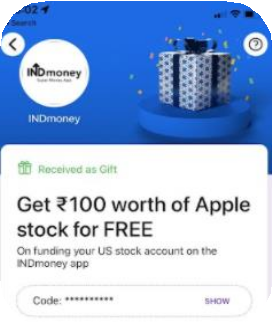 Search
INDmoney
Super Money App
INDmoney
Received as Gift
Get ₹100 worth of Apple
stock for FREE
On funding your US stock account on the
INDmoney app
Code: **********
SHOW